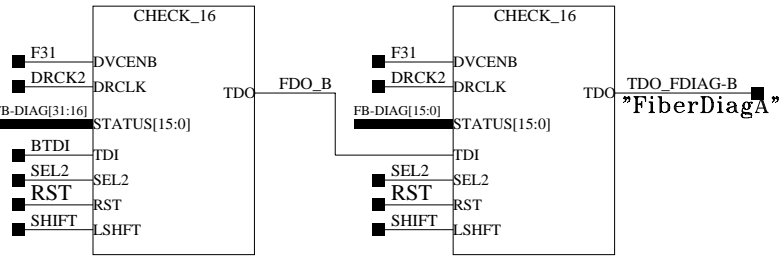 CHECK_16
F31
DVCENB
DRCK2
DRCLK
TDO
FDO_B
FB-DIAG[31:16]
STATUS[15:0]
BTDI
TDI
SEL2
SEL2
RST
RST
SHIFT
LSHFT
CHECK_16
F31
DVCENB
DRCK2
DRCLK
TDO
TDO_FDIAG-B
"FiberDiagA"
FB-DIAG[15:0]
STATUS[15:0]
TDI
SEL2
SEL2
RST
RST
SHIFT
LSHFT